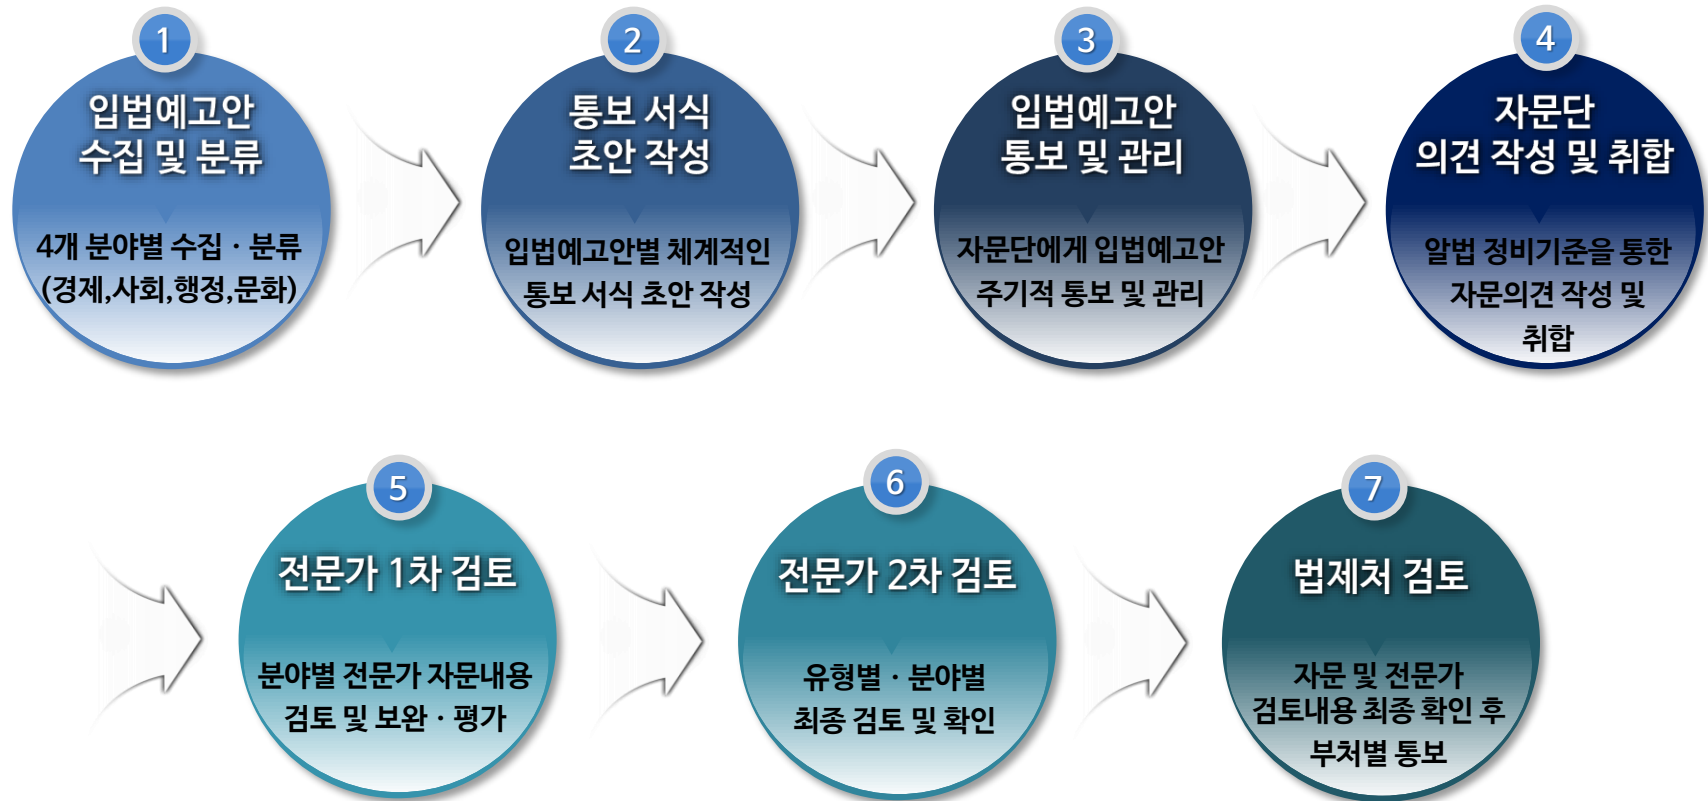 1
입법예고안
수집 및 분류
4개 분야별 수집 · 분류
(경제,사회,행정,문화)
2
통보 서식
초안 작성
입법예고안별 체계적인
통보 서식 초안 작성
3
입법예고안
통보 및 관리
자문단에게 입법예고안
주기적 통보 및 관리
4
자문단
의견 작성 및 취합
알법 정비기준을 통한
자문의견 작성 및
취합
5
전문가 1차 검토
분야별 전문가 자문내용
검토 및 보완 · 평가
6
전문가 2차 검토
유형별 · 분야별
최종 검토 및 확인
7
법제처 검토
자문 및 전문가
검토내용 최종 확인 후
부처별 통보